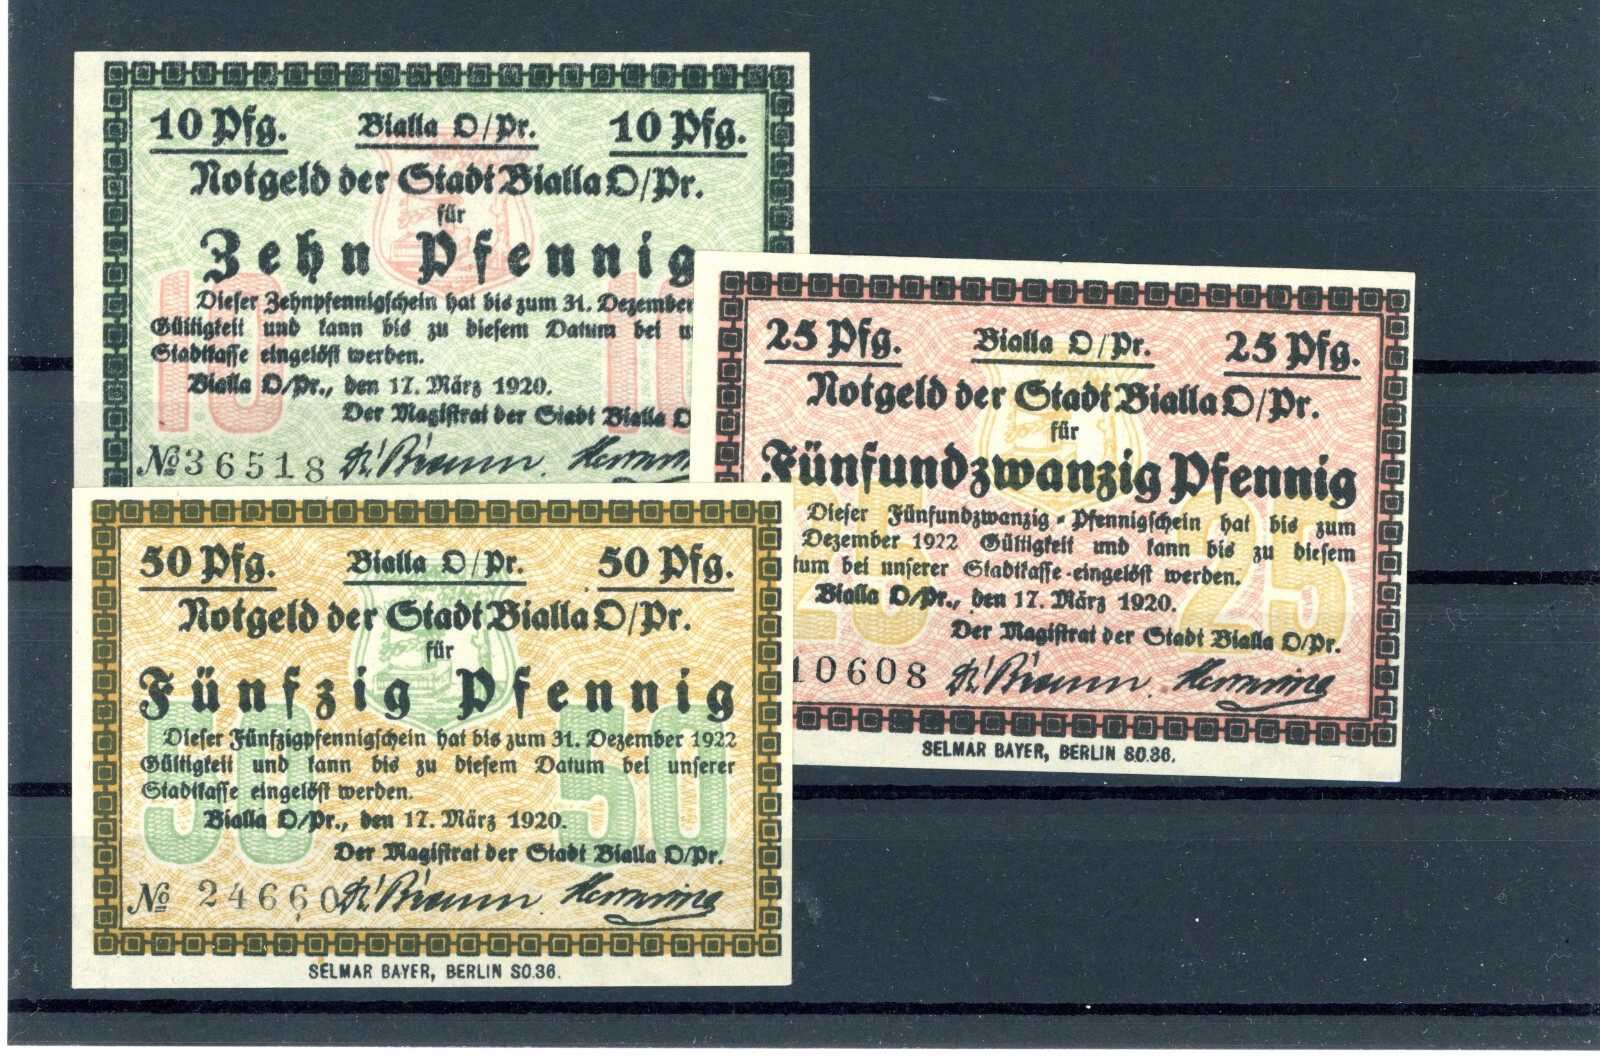 10 Pfg. Bialla O/Pr. 10 Pfg.
Notgeld der Stadt Bialla O/Pr.
für
Zehn Pfennig
Dieser Zehnpfennigschein hat bis zum 31. Dezember
Gültigkeit und kann bis zu diesem Datum bei
Stadtkasse eingelöst werden.
Bialla O/Pr., den 17. März 1920.
Der Magistrat der Stadt Bialla O
10 10
№ 36518
25 Pfg. Bialla O/Pr. 25 Pfg.
Notgeld der Stadt Bialla O/Pr.
für
Fünfundzwanzig Pfennig
Dieser Fünfundzwanzig-Pfennigschein hat bis zum
Dezember 1922 Gültigkeit und kann bis zu diesem
tum bei unserer Stadtkasse eingelöst werden.
Bialla O/Pr., den 17. März 1920.
Der Magistrat der Stadt Bialla O/Pr.
25 25
10608
SELMAR BAYER, BERLIN SO.36.
50 Pfg. Bialla O/Pr. 50 Pfg.
Notgeld der Stadt Bialla O/Pr.
für
Fünfzig Pfennig
Dieser Fünfzigpfennigschein hat bis zum 31. Dezember 1922
Gültigkeit und kann bis zu diesem Datum bei unserer
Stadtkasse eingelöst werden.
Bialla O/Pr., den 17. März 1920.
Der Magistrat der Stadt Bialla O/Pr.
50 50
№ 24660
SELMAR BAYER, BERLIN SO.36.